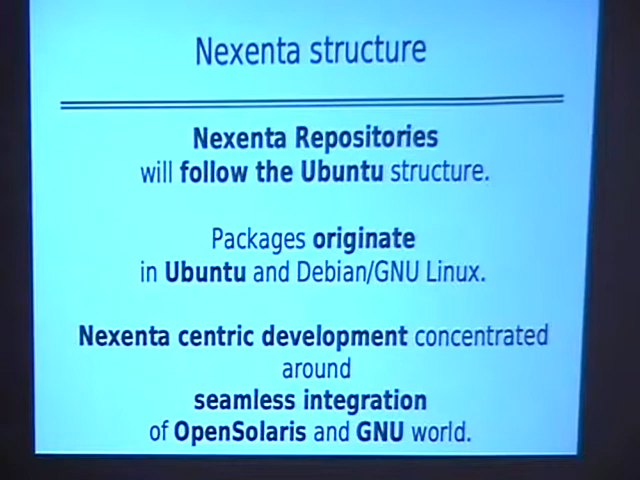 Nexenta structure
Nexenta Repositories
will follow the Ubuntu structure.
Packages originate
in Ubuntu and Debian/GNU Linux.
Nexenta centric development concentrated
around
seamless integration
of OpenSolaris and GNU world.